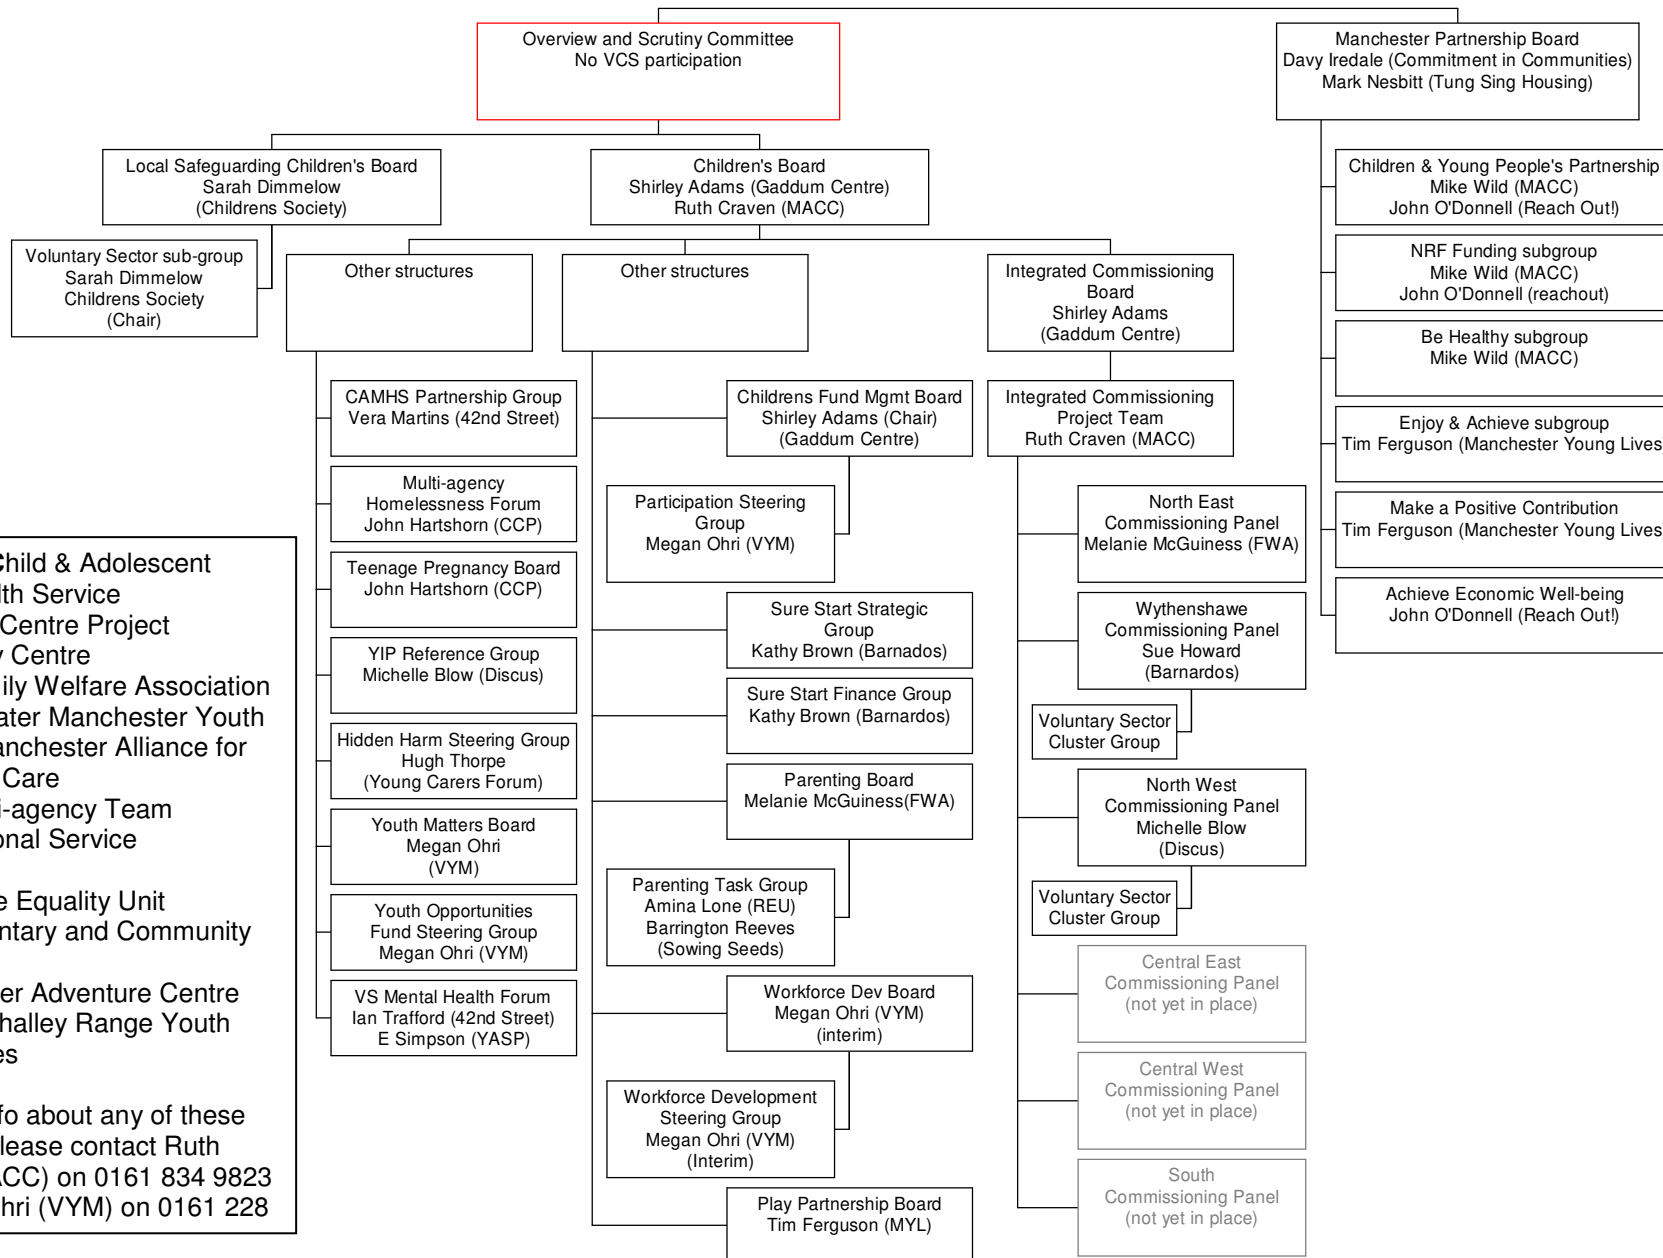 Overview and Scrutiny Committee
No VCS participation
Manchester Partnership Board
Davy Iredale (Commitment in Communities)
Mark Nesbitt (Tung Sing Housing)
Local Safeguarding Children's Board
Sarah Dimmelow
(Childrens Society)
Children's Board
Shirley Adams (Gaddum Centre)
Ruth Craven (MACC)
Voluntary Sector sub-group
Sarah Dimmelow
Childrens Society
(Chair)
Other structures
CAMHS Partnership Group
Vera Martins (42nd Street)
Multi-agency
Homelessness Forum
John Hartshorn (CCP)
Teenage Pregnancy Board
John Hartshorn (CCP)
YIP Reference Group
Michelle Blow (Discus)
Hidden Harm Steering Group
Hugh Thorpe
(Young Carers Forum)
Youth Matters Board
Megan Ohri
(VYM)
Youth Opportunities
Fund Steering Group
Megan Ohri (VYM)
VS Mental Health Forum
Ian Trafford (42nd Street)
E Simpson (YASP)
Other structures
Childrens Fund Mgmt Board
Shirley Adams (Chair)
(Gaddum Centre)
Participation Steering
Group
Megan Ohri (VYM)
Sure Start Strategic
Group
Kathy Brown (Barnados)
Sure Start Finance Group
Kathy Brown (Barnardos)
Parenting Board
Melanie McGuiness(FWA)
Parenting Task Group
Amina Lone (REU)
Barrington Reeves
(Sowing Seeds)
Workforce Dev Board
Megan Ohri (VYM)
(interim)
Workforce Development
Steering Group
Megan Ohri (VYM)
(Interim)
Play Partnership Board
Tim Ferguson (MYL)
Integrated Commissioning
Board
Shirley Adams
(Gaddum Centre)
Integrated Commissioning
Project Team
Ruth Craven (MACC)
North East
Commissioning Panel
Melanie McGuiness (FWA)
Wythenshawe
Commissioning Panel
Sue Howard
(Barnardos)
Voluntary Sector
Cluster Group
North West
Commissioning Panel
Michelle Blow
(Discus)
Voluntary Sector
Cluster Group
Central East
Commissioning Panel
(not yet in place)
Central West
Commissioning Panel
(not yet in place)
South
Commissioning Panel
(not yet in place)
Children & Young People's Partnership
Mike Wild (MACC)
John O'Donnell (Reach Out!)
NRF Funding subgroup
Mike Wild (MACC)
John O'Donnell (reachout)
Be Healthy subgroup
Mike Wild (MACC)
Enjoy & Achieve subgroup
Tim Ferguson (Manchester Young Lives
Make a Positive Contribution
Tim Ferguson (Manchester Young Lives
Achieve Economic Well-being
John O'Donnell (Reach Out!)
Child & Adolescent
Service
Centre Project
Centre
Welfare Association
Manchester Youth
Alliance for
Care
Team
Service
Equality Unit
and Community
Adventure Centre
Range Youth
about any of these
contact Ruth
on 0161 834 9823
(VYM) on 0161 228